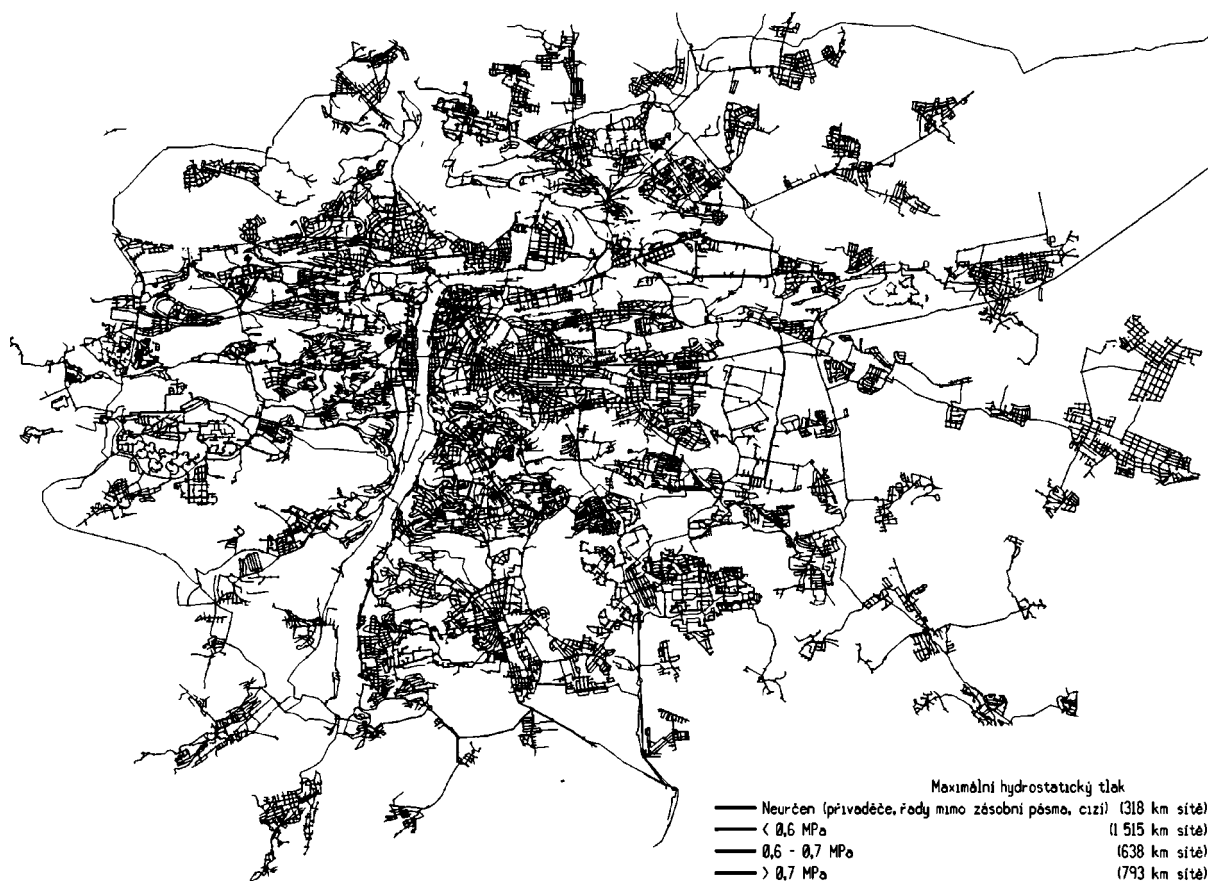 Maximální hydrostatický tlak
Neurčen (přivaděče, řady mimo zásobní pásma, cizí) (318 km sítě)
< 0,6 MPa (1 515 km sítě)
0,6 - 0,7 MPa (638 km sítě)
> 0,7 MPa (793 km sítě)